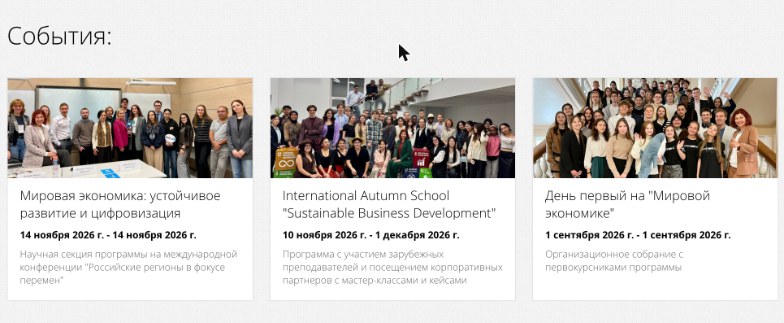 События:
Мировая экономика: устойчивое
развитие и цифровизация
14 ноября 2026 г. - 14 ноября 2026 г.
Научная секция программы на международной
конференции "Российские регионы в фокусе
перемен"
International Autumn School
"Sustainable Business Development"
10 ноября 2026 г. - 1 декабря 2026 г.
Программа с участием зарубежных
преподавателей и посещением корпоративных
партнеров с мастер-классами и кейсами
День первый на "Мировой
экономике"
1 сентября 2026 г. - 1 сентября 2026 г.
Организационное собрание с
первокурсниками программы